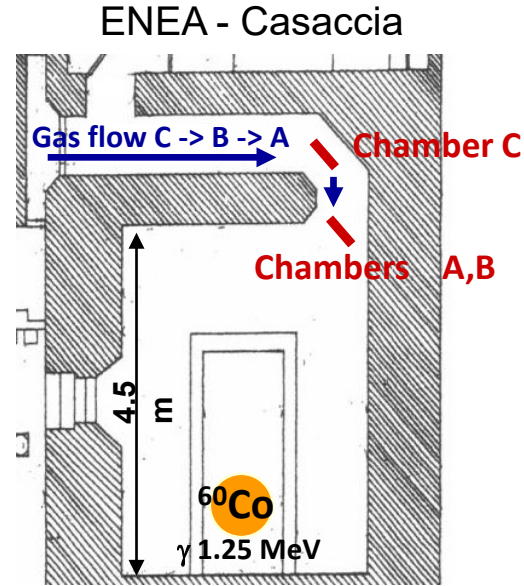 ENEA - Casaccia
Gas flow C -> B -> A
Chamber C
Chambers A,B
4.5 m
⁶⁰Co
γ 1.25 MeV